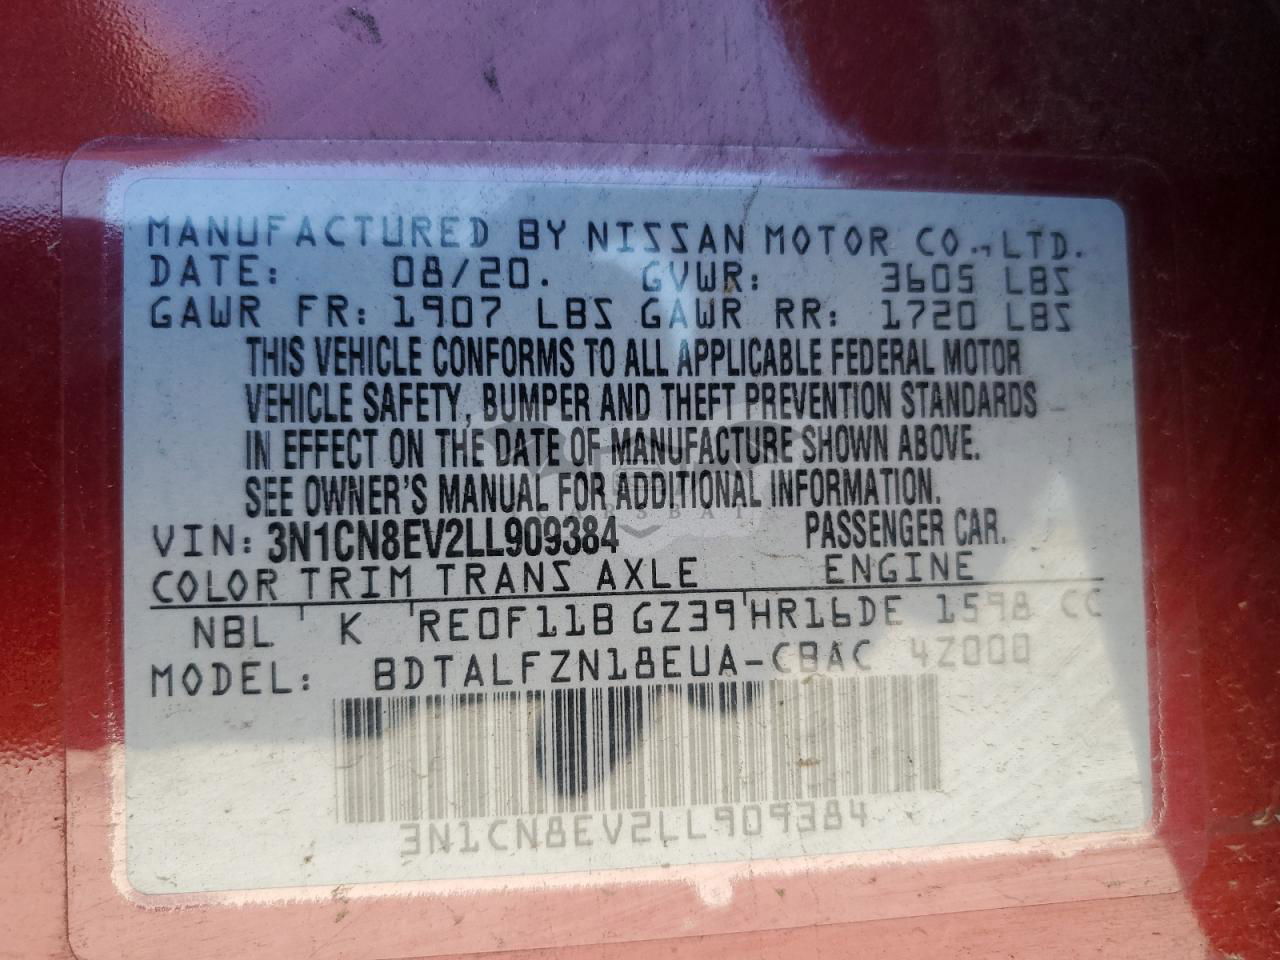 MANUFACTURED BY NISSAN MOTOR CO., LTD.
DATE: 08/20. GVWR: 3605 LBS
GAWR FR: 1907 LBS GAWR RR: 1720 LBS
THIS VEHICLE CONFORMS TO ALL APPLICABLE FEDERAL MOTOR
VEHICLE SAFETY, BUMPER AND THEFT PREVENTION STANDARDS
IN EFFECT ON THE DATE OF MANUFACTURE SHOWN ABOVE.
SEE OWNER'S MANUAL FOR ADDITIONAL INFORMATION.
VIN: 3N1CN8EV2LL909384 PASSENGER CAR.
COLOR TRIM TRANS AXLE ENGINE
NBL K RE0F11B GZ39 HR16DE 1598 CC
MODEL: BDTALFZN18EUA-CBAC 4Z000
3N1CN8EV2LL909384